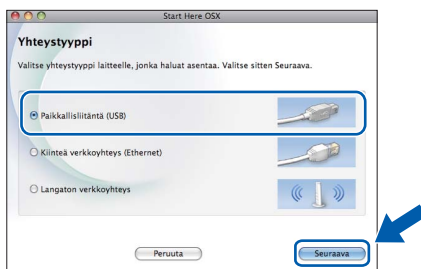 Start Here OSX
Yhteystyyppi
Valitse yhteystyyppi laitteelle, jonka haluat asentaa. Valitse sitten Seuraava.
Paikkallisliitäntä (USB)
Kiinteä verkkoyhteys (Ethernet)
Langaton verkkoyhteys
Peruuta
Seuraava